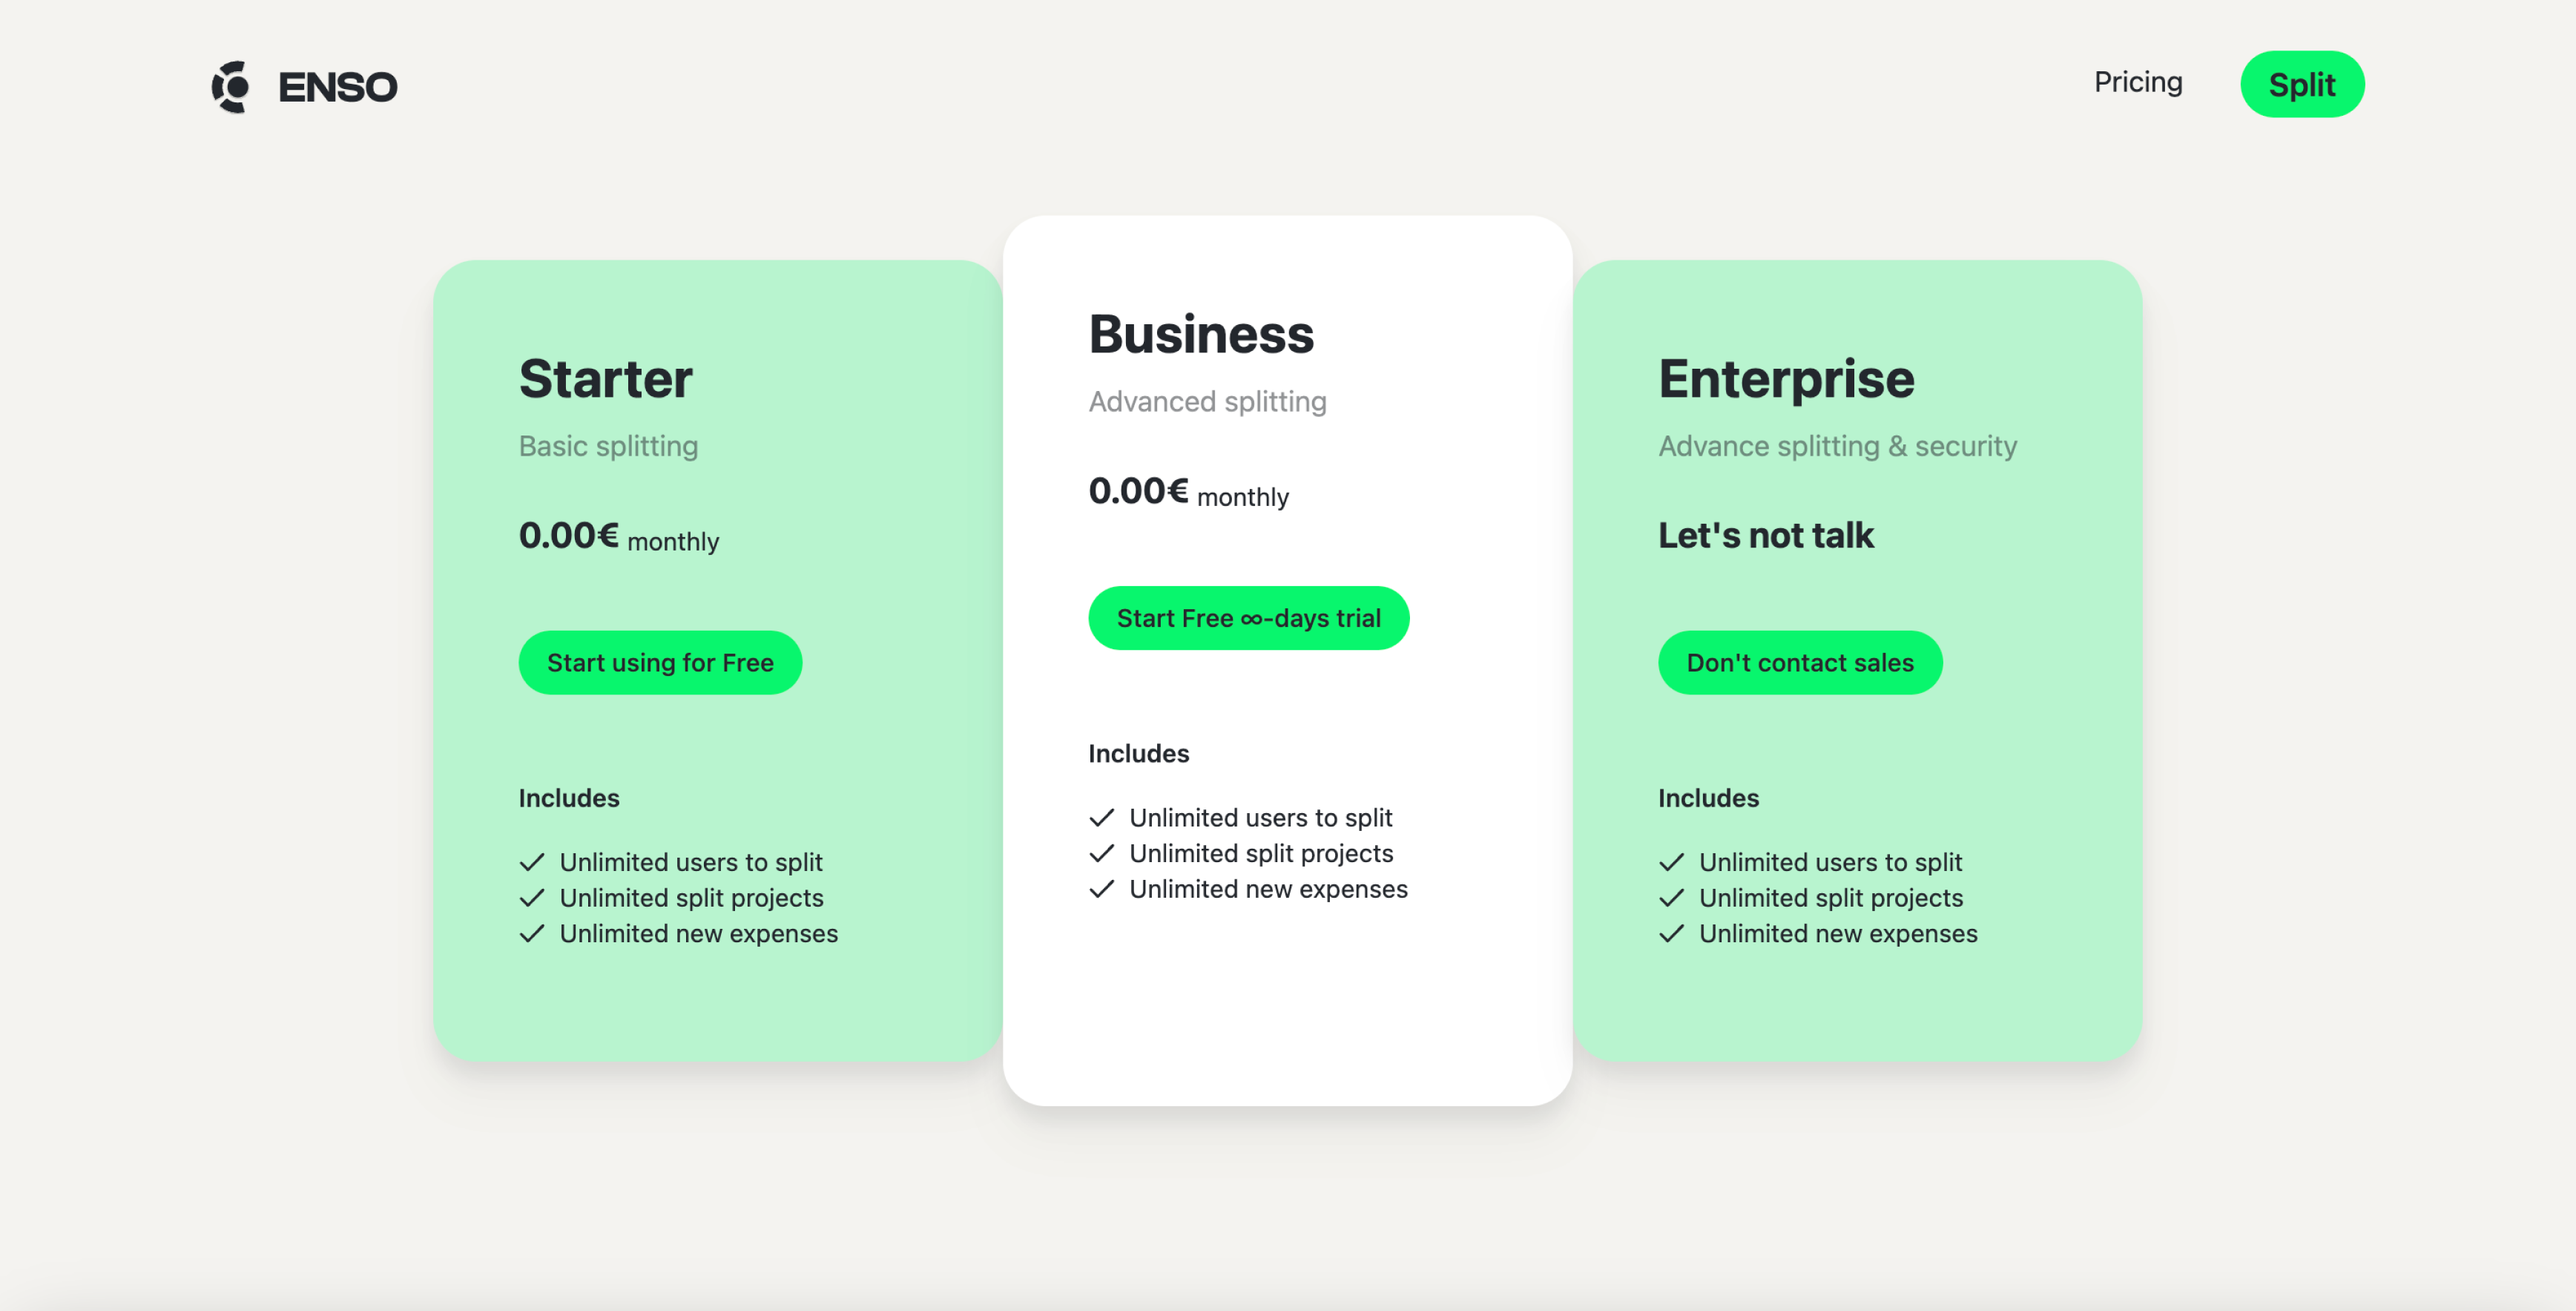 ENSO
Pricing
Split
Starter
Basic splitting
0.00€ monthly
Start using for Free
Includes
Unlimited users to split
Unlimited split projects
Unlimited new expenses
Business
Advanced splitting
0.00€ monthly
Start Free ∞-days trial
Includes
Unlimited users to split
Unlimited split projects
Unlimited new expenses
Enterprise
Advance splitting & security
Let's not talk
Don't contact sales
Includes
Unlimited users to split
Unlimited split projects
Unlimited new expenses